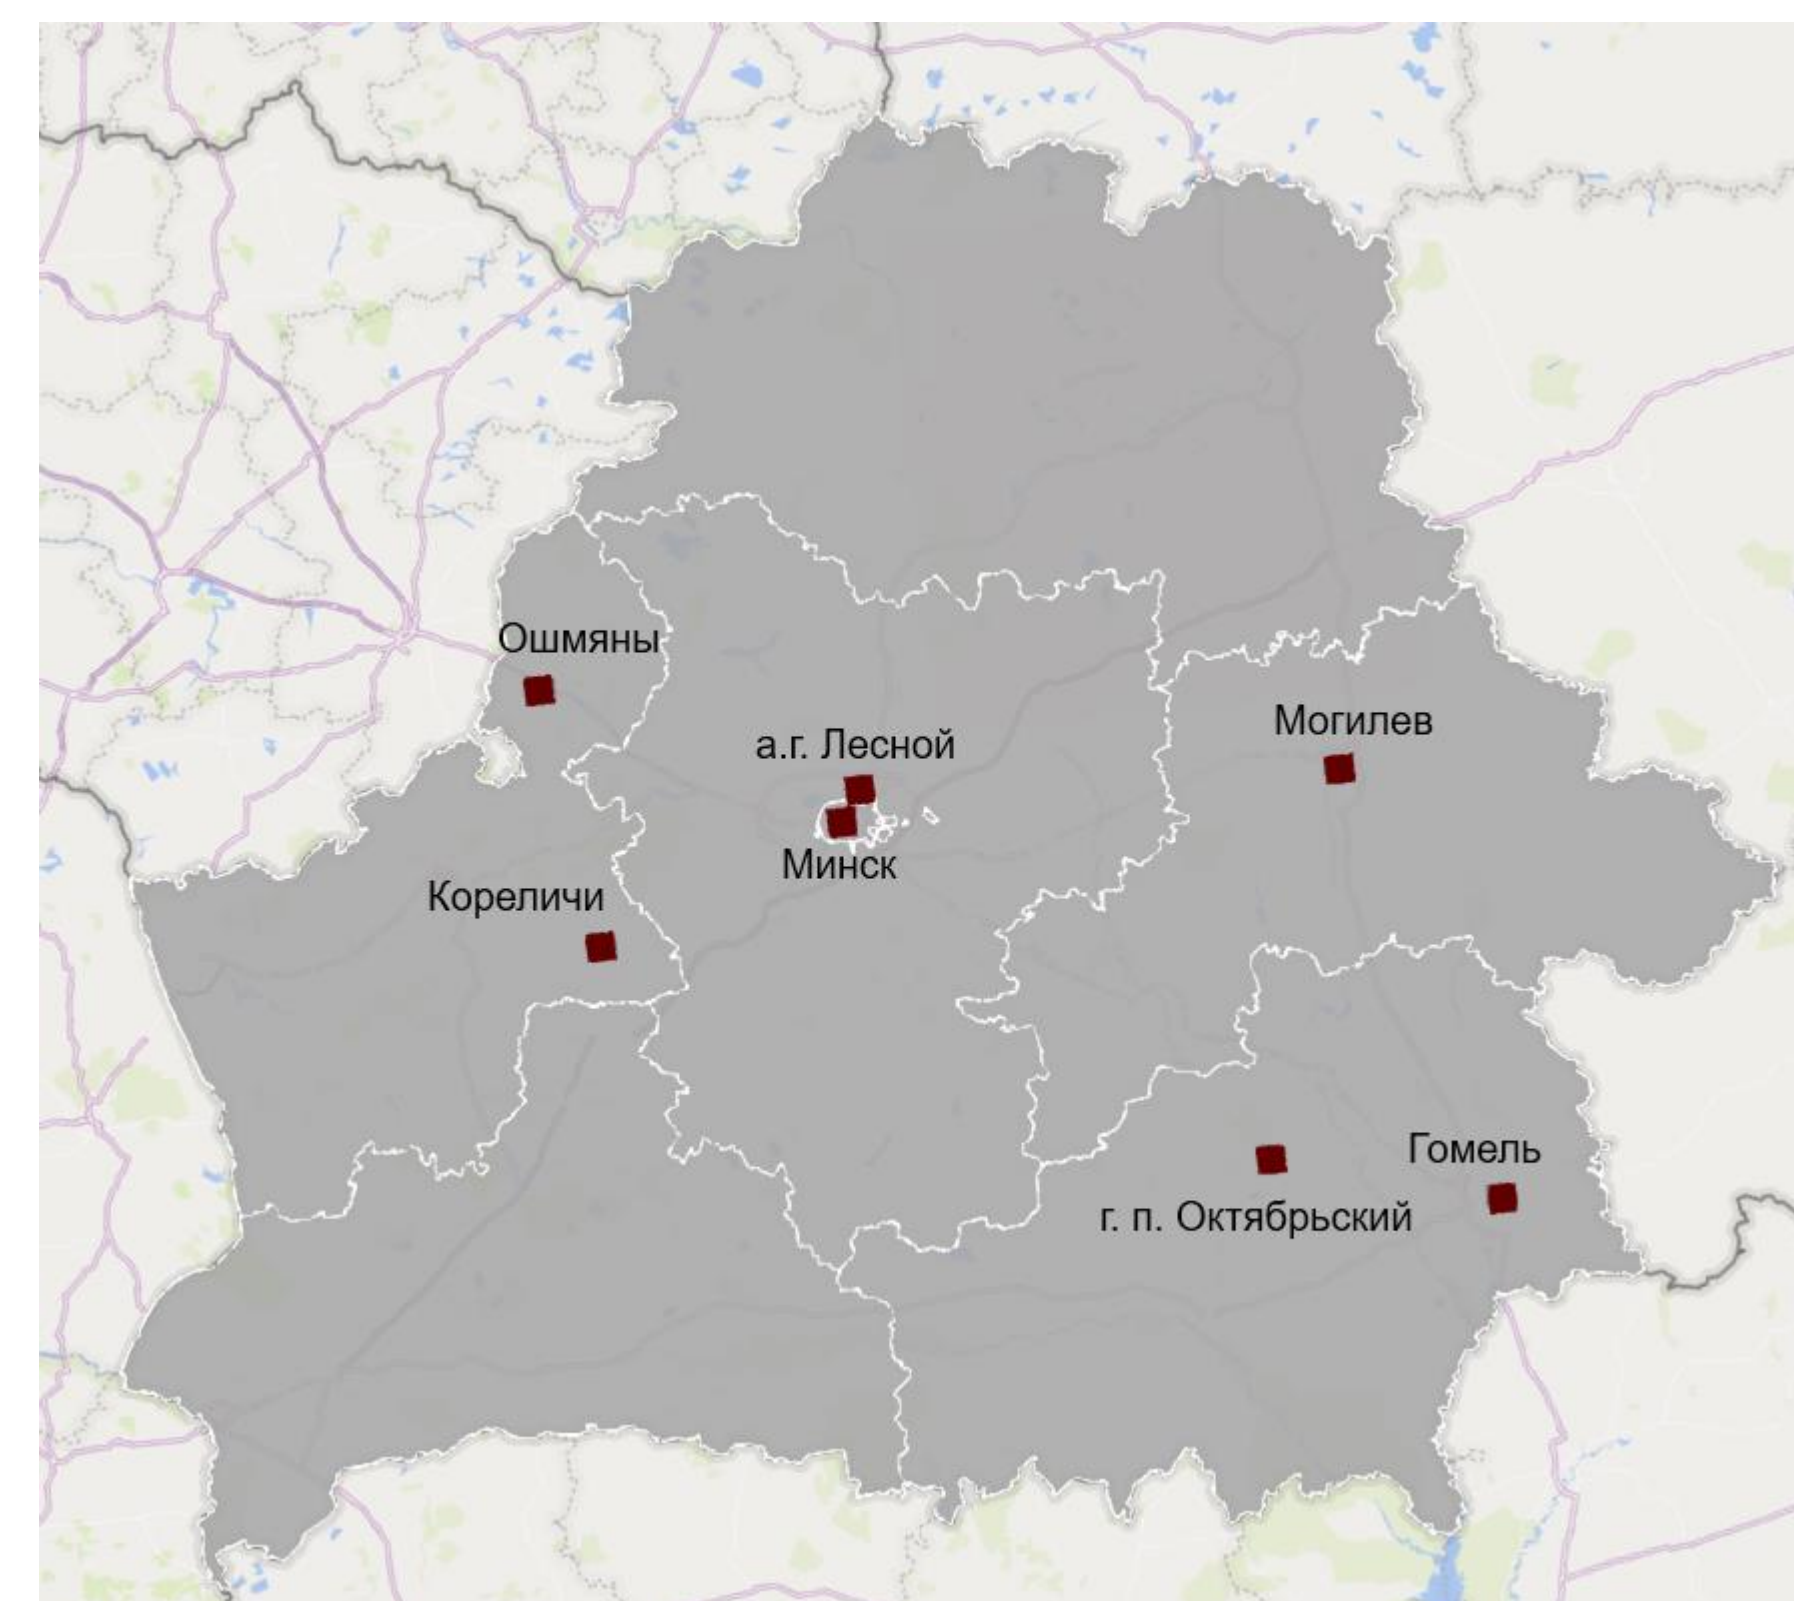 Ошмяны
Могилев
а.г. Лесной
Минск
Кореличи
Гомель
г. п. Октябрьский